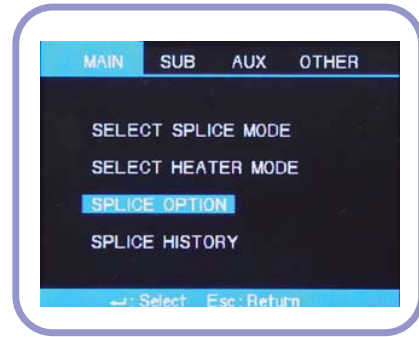 MAIN SUB AUX OTHER
SELECT SPLICE MODE
SELECT HEATER MODE
SPLICE OPTION
SPLICE HISTORY
↵: Select Esc: Return